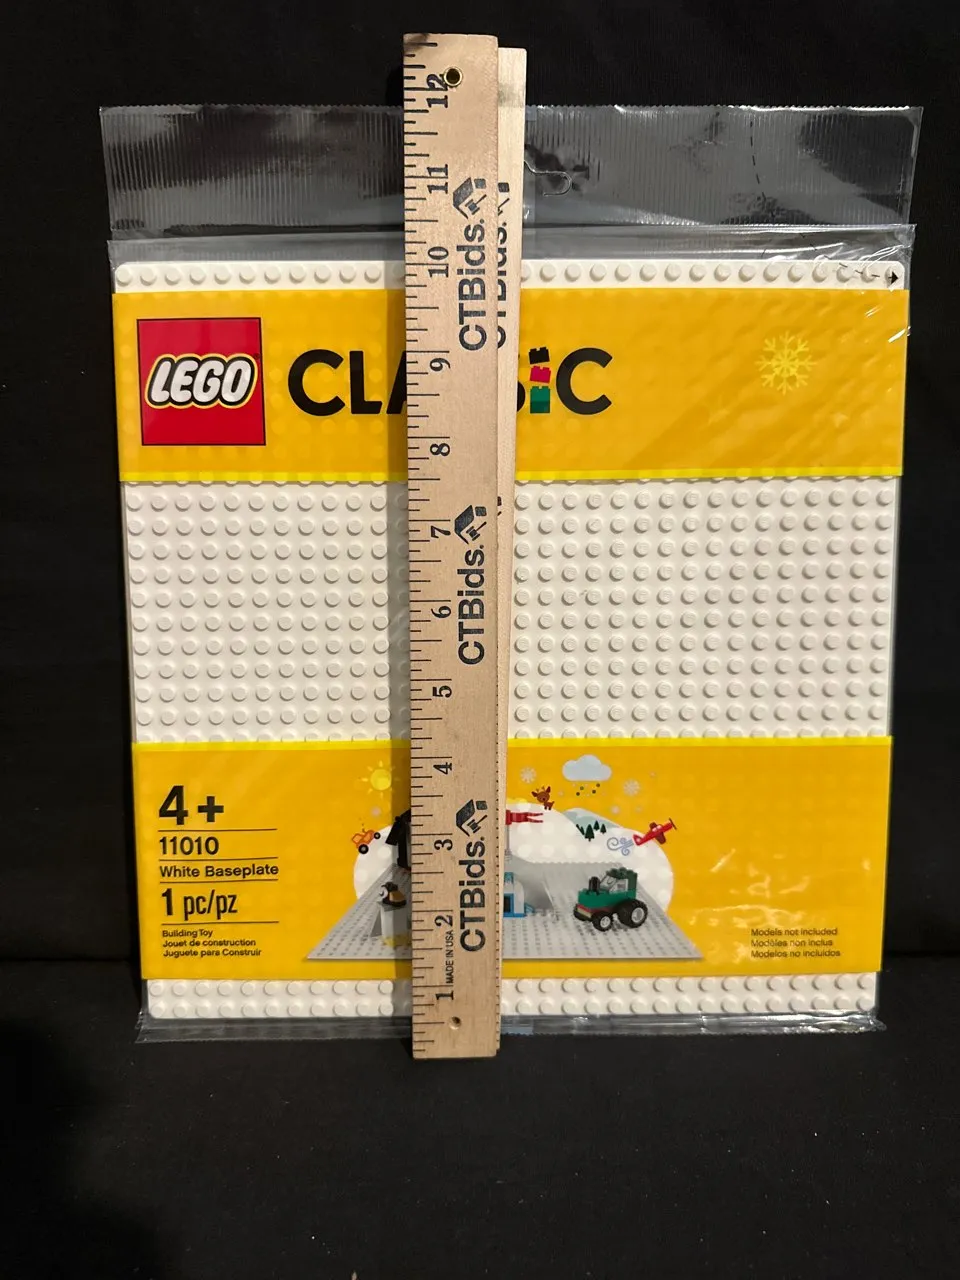 12
11
10
9
8
7
6
5
4
3
2
1
CTBids.
CTBids.
CTBids.
MADE IN USA
CTBids.
LEGO
CLASSIC
4+
11010
White Baseplate
1 pc/pz
Building Toy
Jouet de construction
Juguete para Construir
Models not included
Modèles non inclus
Modelos no incluidos